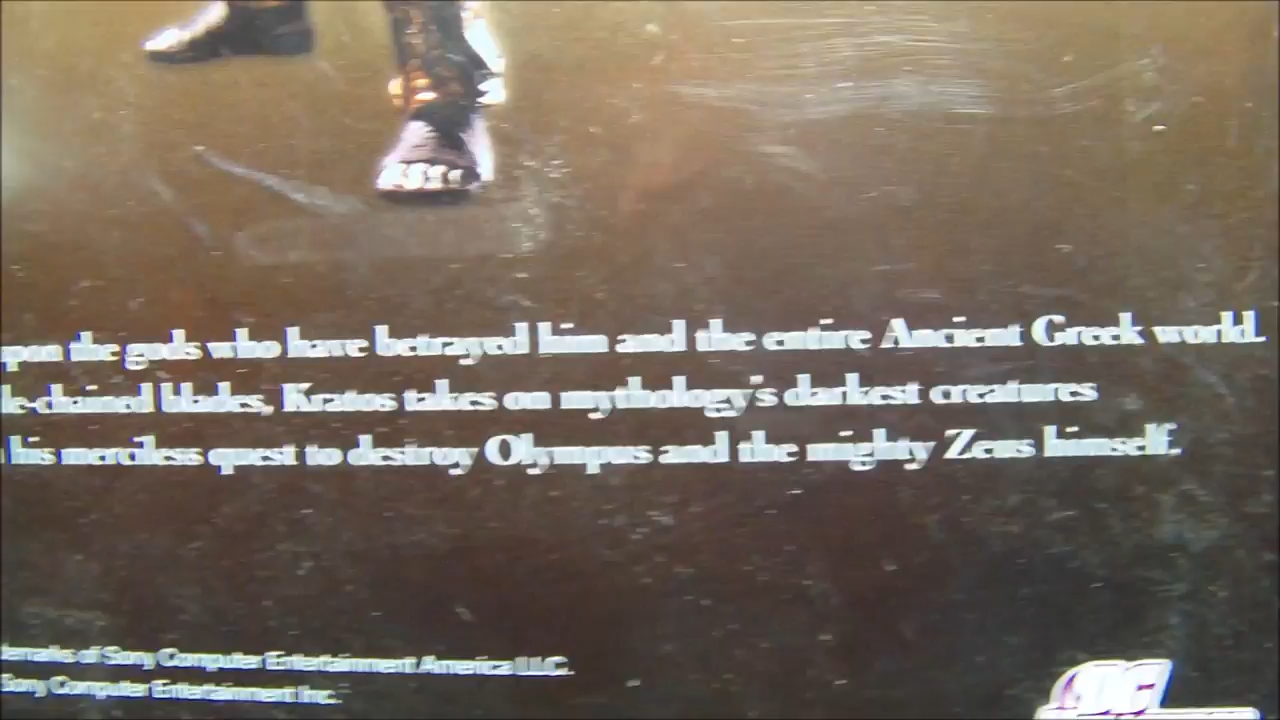 upon the gods who have betrayed him and the entire Ancient Greek world.
le-chained blades, Kratos takes on mythology's darkest creatures
his merciless quest to destroy Olympus and the mighty Zeus himself.
demarks of Sony Computer Entertainment America LLC.
Sony Computer Entertainment Inc.